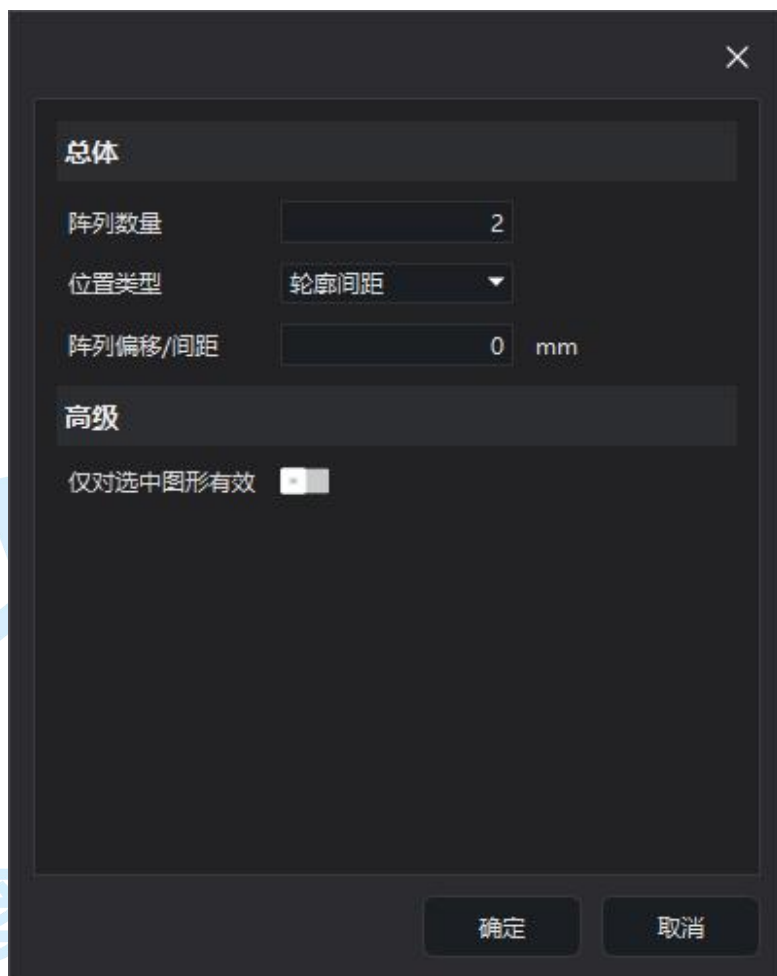 总体
阵列数量 2
位置类型 轮廓间距
阵列偏移/间距 0 mm
高级
仅对选中图形有效
确定 取消